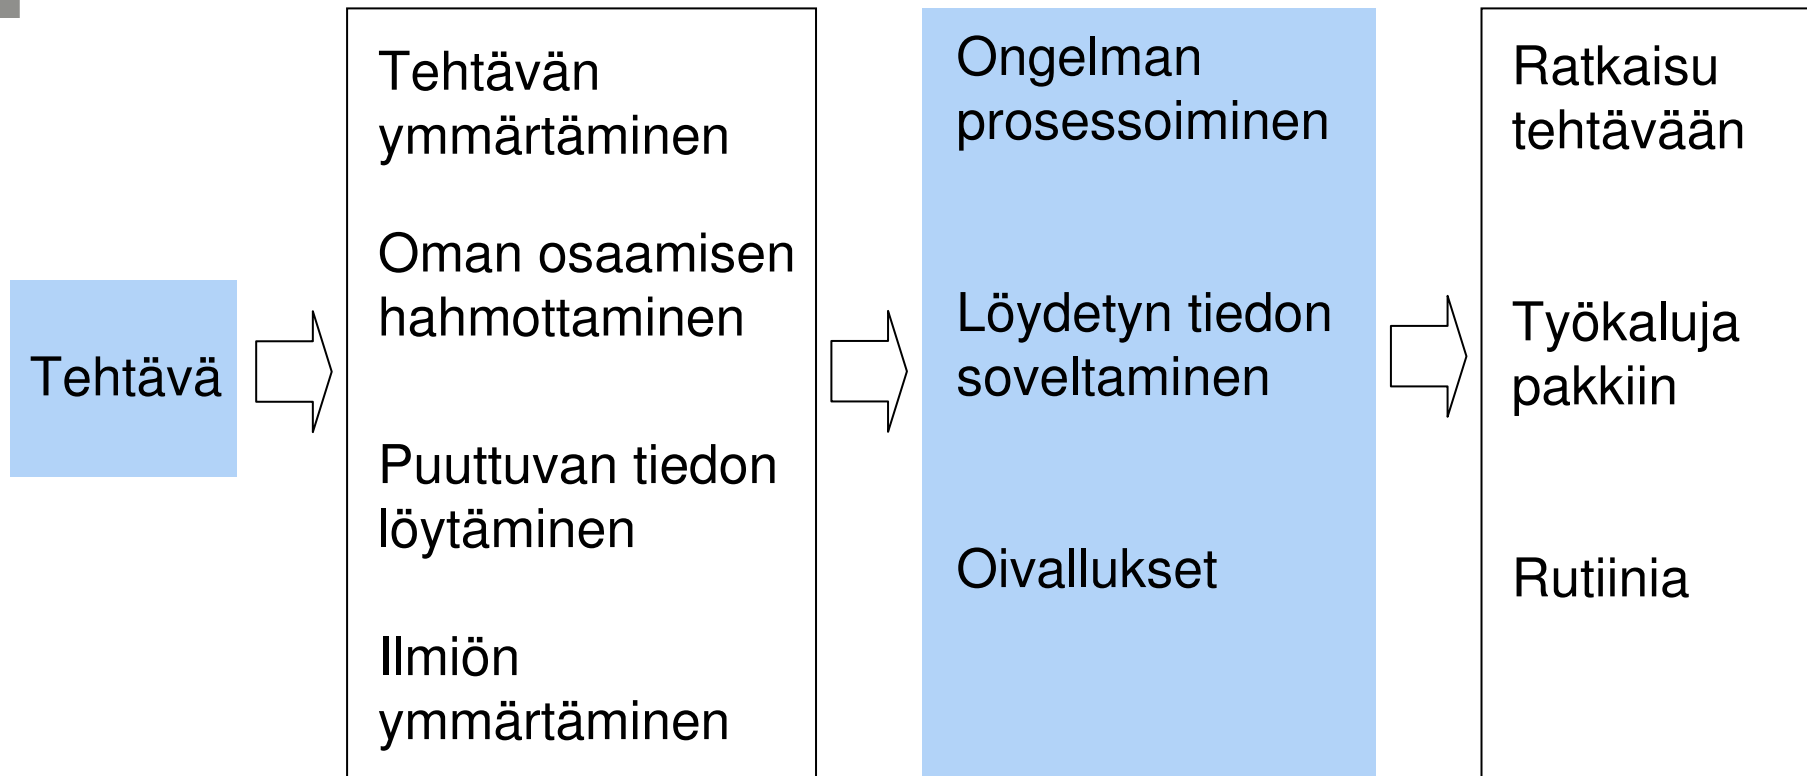 Tehtävä
Tehtävän
ymmärtäminen
Oman osaamisen
hahmottaminen
Puuttuvan tiedon
löytäminen
Ilmiön
ymmärtäminen
Ongelman
prosessoiminen
Löydetyn tiedon
soveltaminen
Oivallukset
Ratkaisu
tehtävään
Työkaluja
pakkiin
Rutiinia